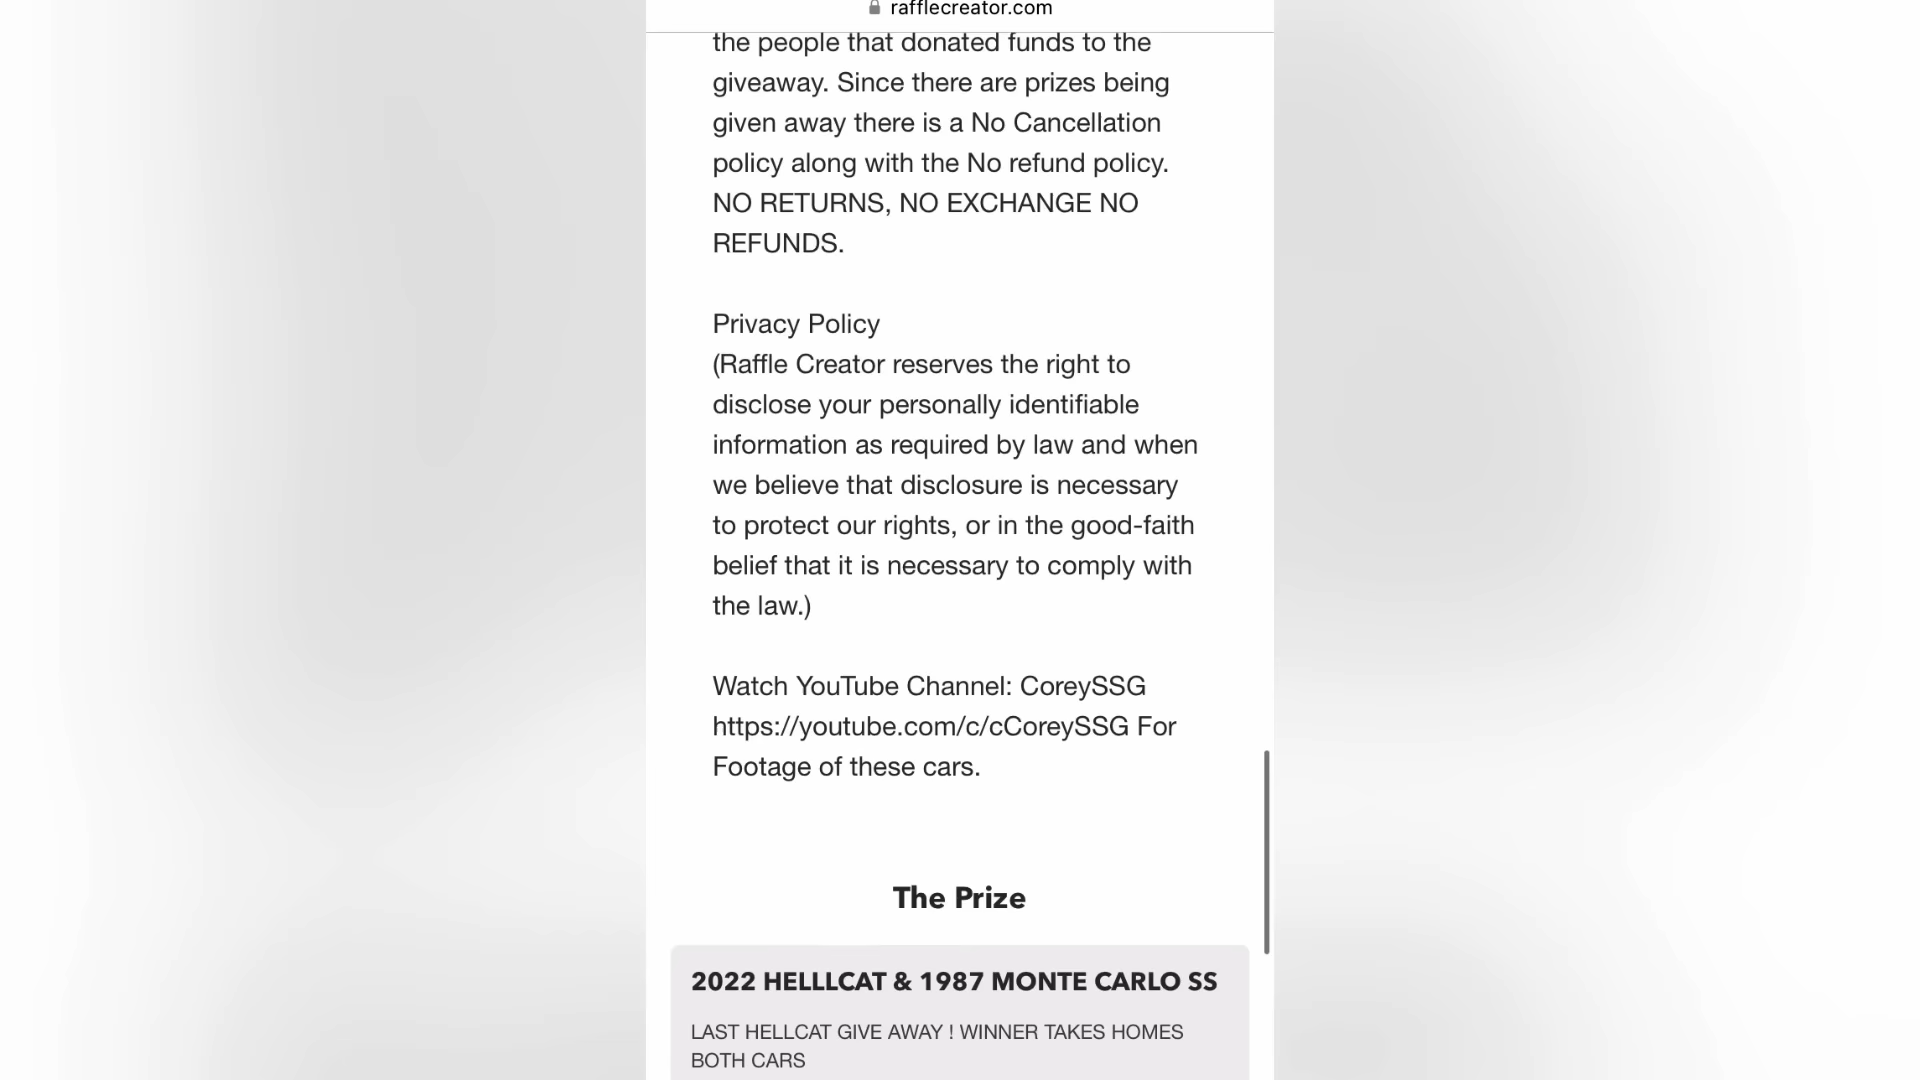 rafflecreator.com
the people that donated funds to the
giveaway. Since there are prizes being
given away there is a No Cancellation
policy along with the No refund policy.
NO RETURNS, NO EXCHANGE NO
REFUNDS.
Privacy Policy
(Raffle Creator reserves the right to
disclose your personally identifiable
information as required by law and when
we believe that disclosure is necessary
to protect our rights, or in the good-faith
belief that it is necessary to comply with
the law.)
Watch YouTube Channel: CoreySSG
https://youtube.com/c/cCoreySSG For
Footage of these cars.
The Prize
2022 HELLLCAT & 1987 MONTE CARLO SS
LAST HELLCAT GIVE AWAY ! WINNER TAKES HOMES
BOTH CARS